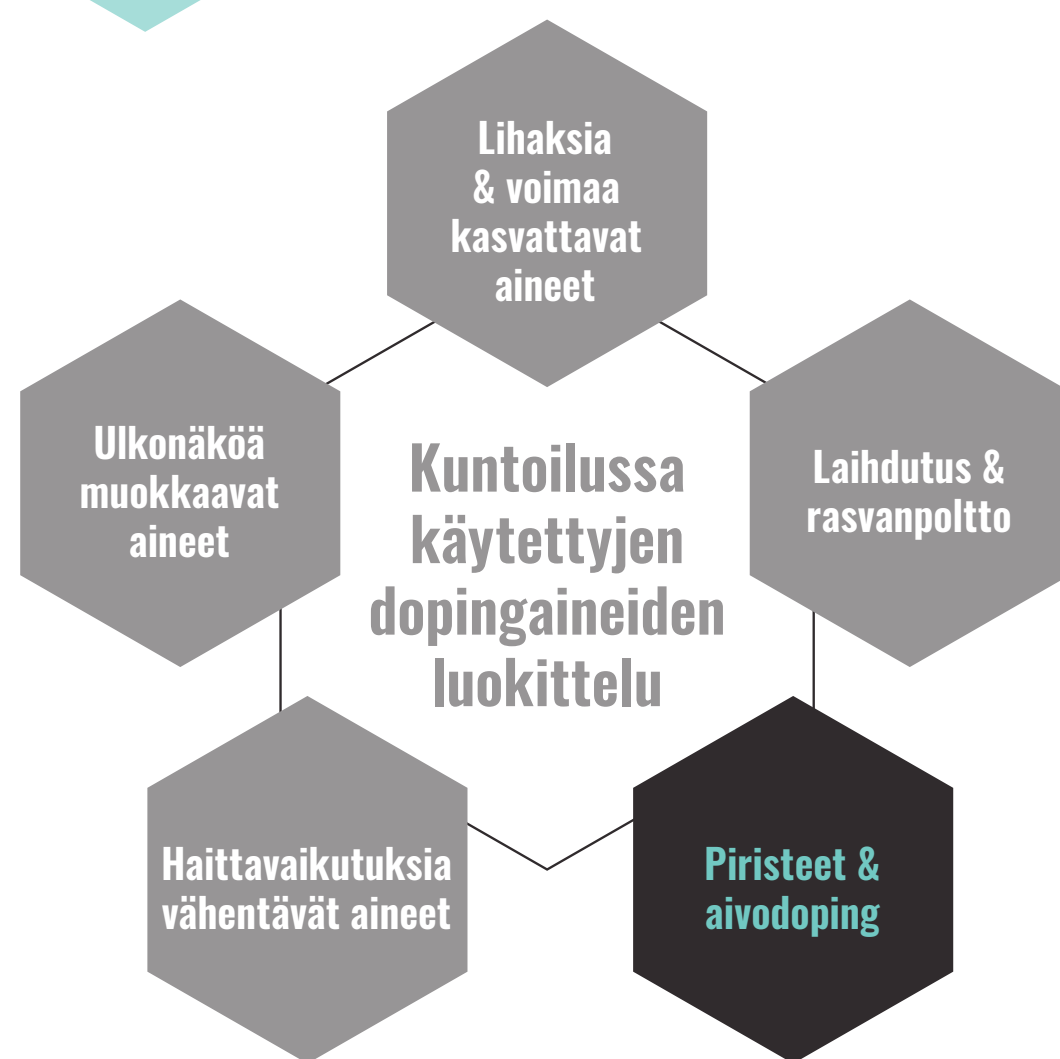 Lihaksia
& voimaa
kasvattavat
aineet
Ulkonäköä
muokkaavat
aineet
Kuntoilussa
käytettyjen
dopingaineiden
luokittelu
Laihdutus &
rasvanpoltto
Haittavaikutuksia
vähentävät aineet
Piristeet &
aivodoping